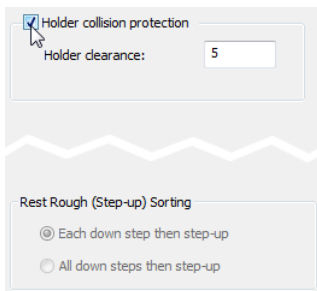 Holder collision protection
Holder clearance: 5
Rest Rough (Step-up) Sorting
Each down step then step-up
All down steps then step-up